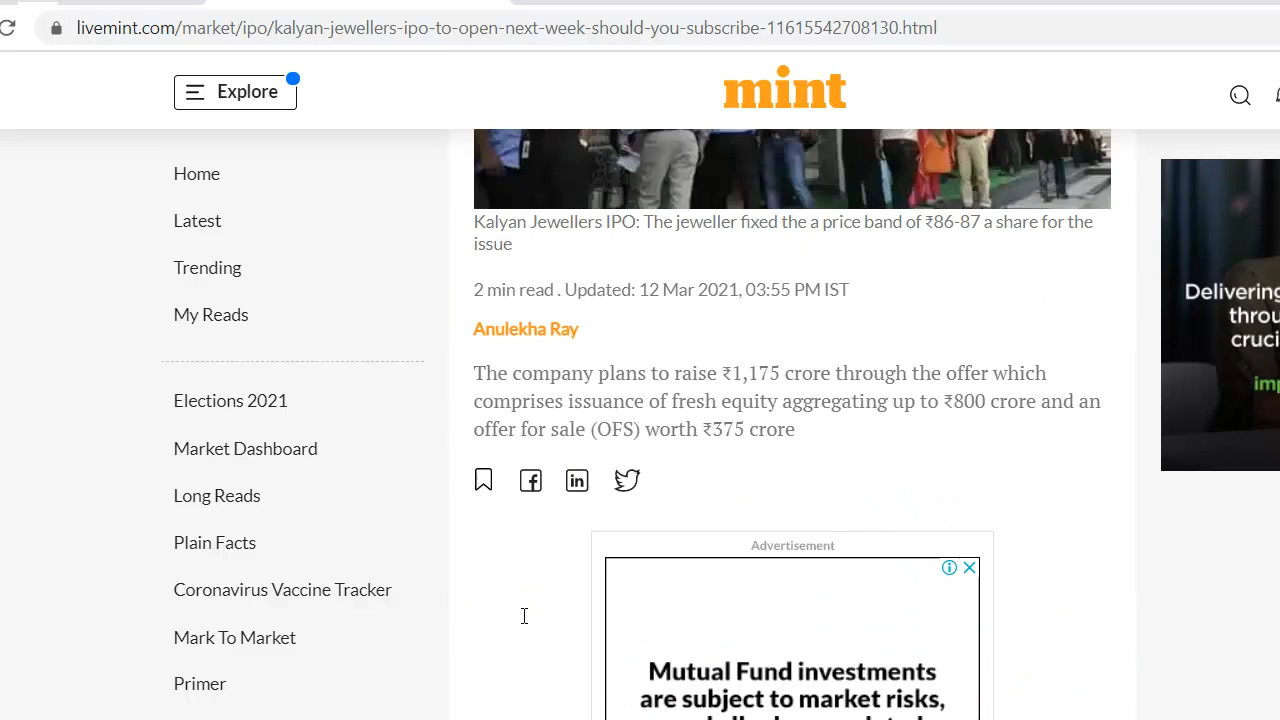 livemint.com/market/ipo/kalyan-jewellers-ipo-to-open-next-week-should-you-subscribe-11615542708130.html
Explore
mint
Home
Latest
Trending
My Reads
Elections 2021
Market Dashboard
Long Reads
Plain Facts
Coronavirus Vaccine Tracker
Mark To Market
Primer
Kalyan Jewellers IPO: The jeweller fixed the a price band of ₹86-87 a share for the
issue
2 min read . Updated: 12 Mar 2021, 03:55 PM IST
Anulekha Ray
The company plans to raise ₹1,175 crore through the offer which
comprises issuance of fresh equity aggregating up to ₹800 crore and an
offer for sale (OFS) worth ₹375 crore
Advertisement
Mutual Fund investments
are subject to market risks,
Delivering